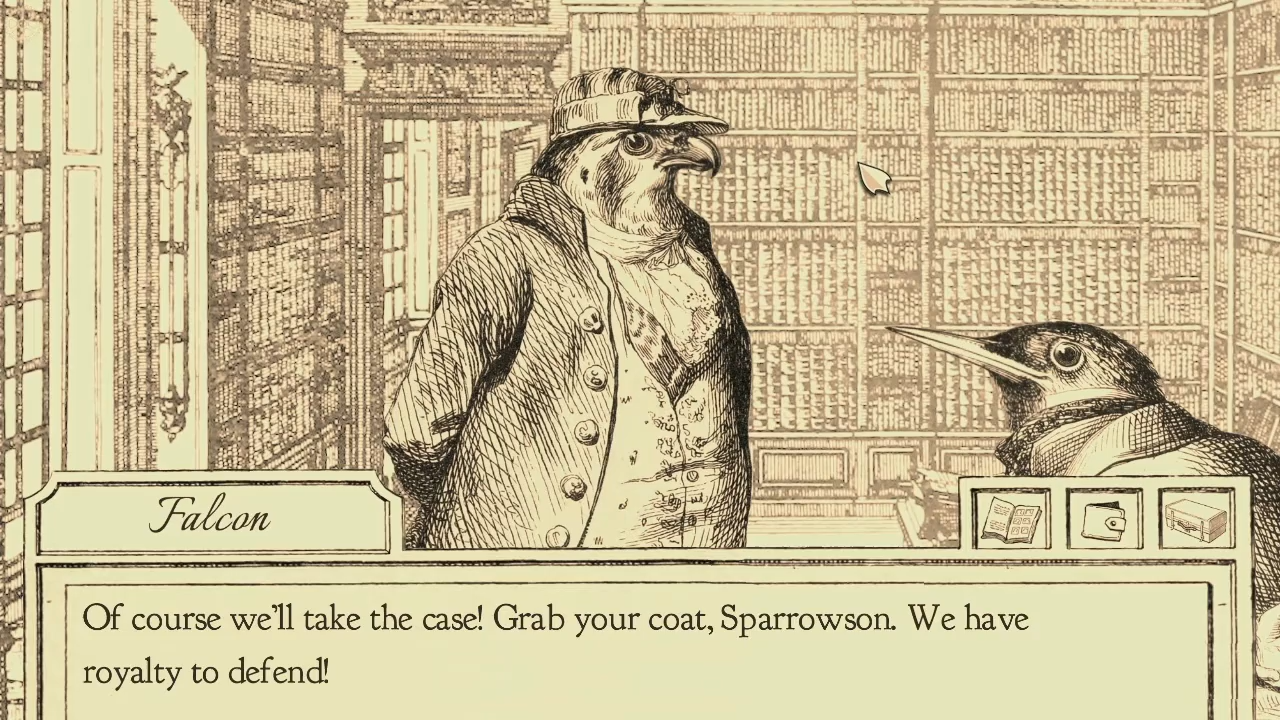 Falcon
Of course we'll take the case! Grab your coat, Sparrowson. We have
royalty to defend!